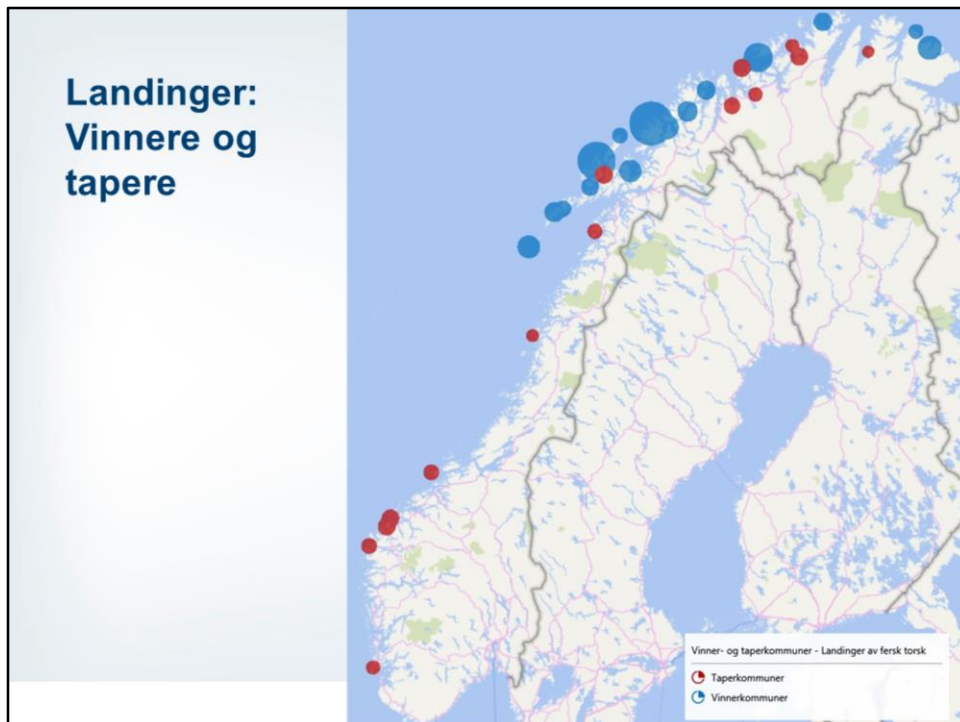 Landinger:
Vinnere og
tapere
Vinner- og taperkommuner - Landinger av fersk torsk
Taperkommuner
Vinnerkommuner